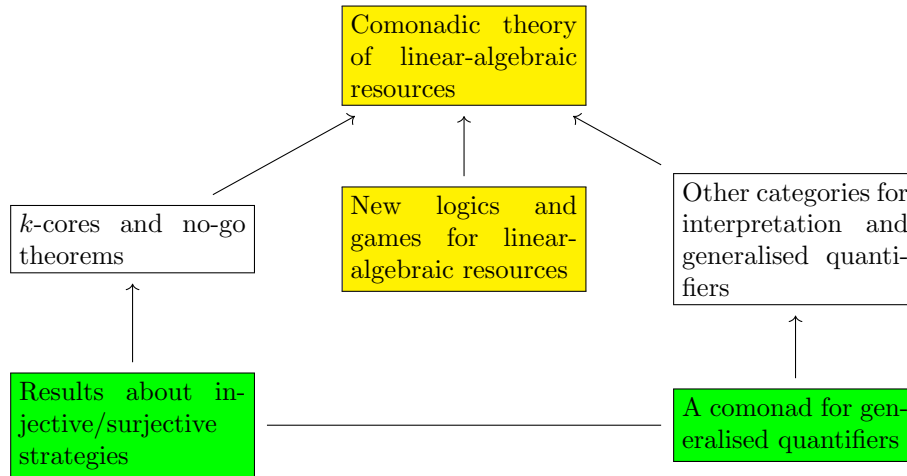 Comonadic theory
of linear-algebraic
resources
k-cores and no-go
theorems
New logics and
games for linear-
algebraic resources
Other categories for
interpretation and
generalised quanti-
fiers
Results about in-
jective/surjective
strategies
A comonad for gen-
eralised quantifiers